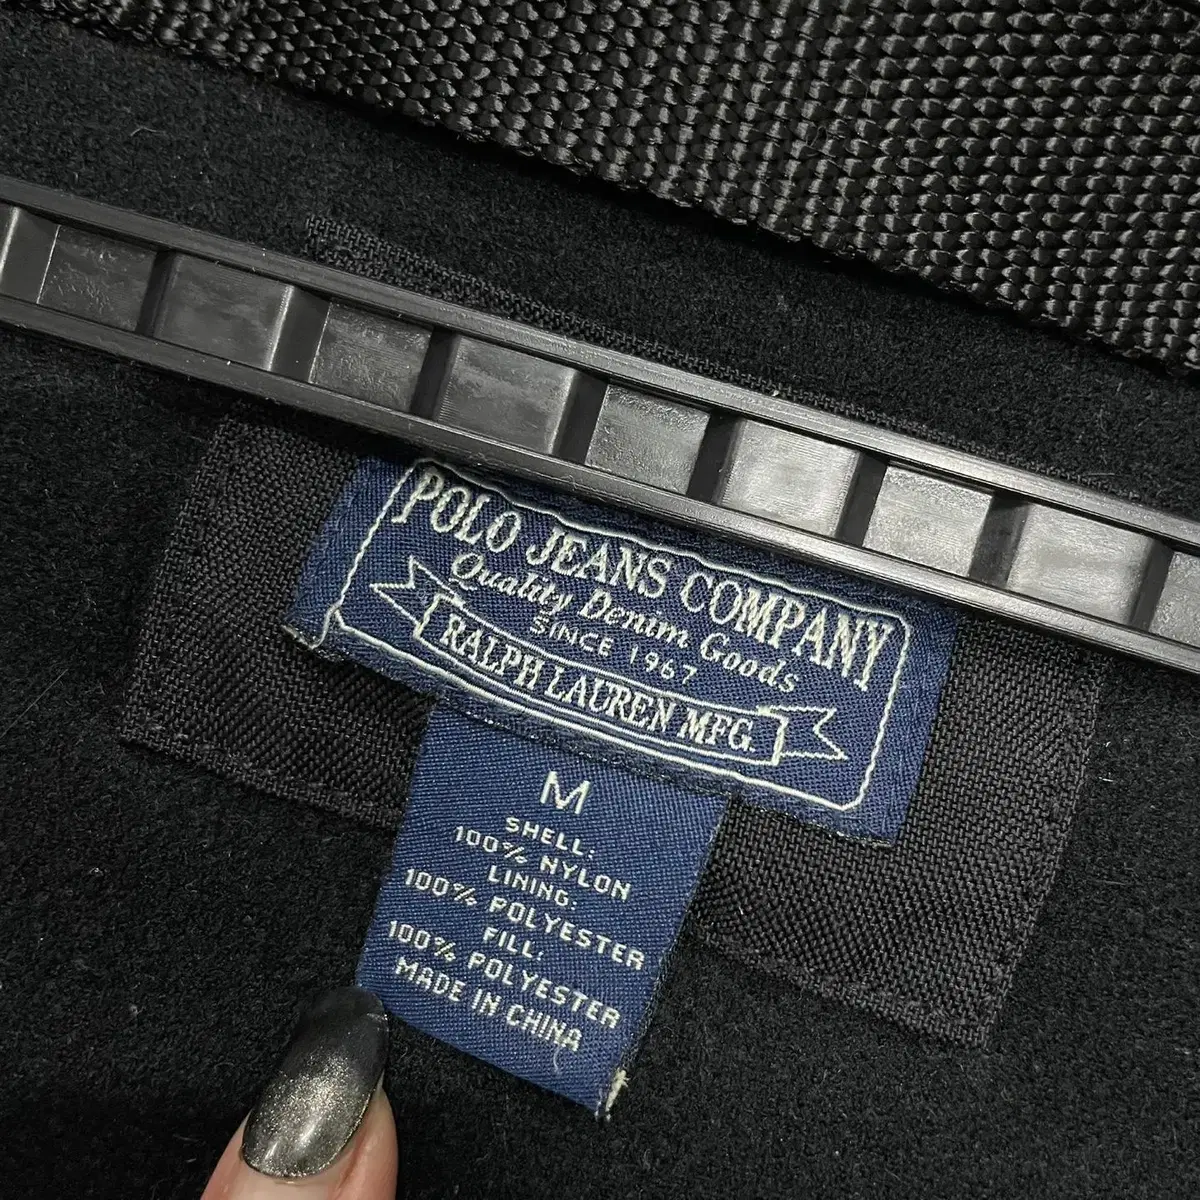 POLO JEANS COMPANY
Quality Denim Goods
SINCE 1967
RALPH LAUREN MFG.
M
SHELL:
100% NYLON
LINING:
100% POLYESTER
FILL:
100% POLYESTER
MADE IN CHINA